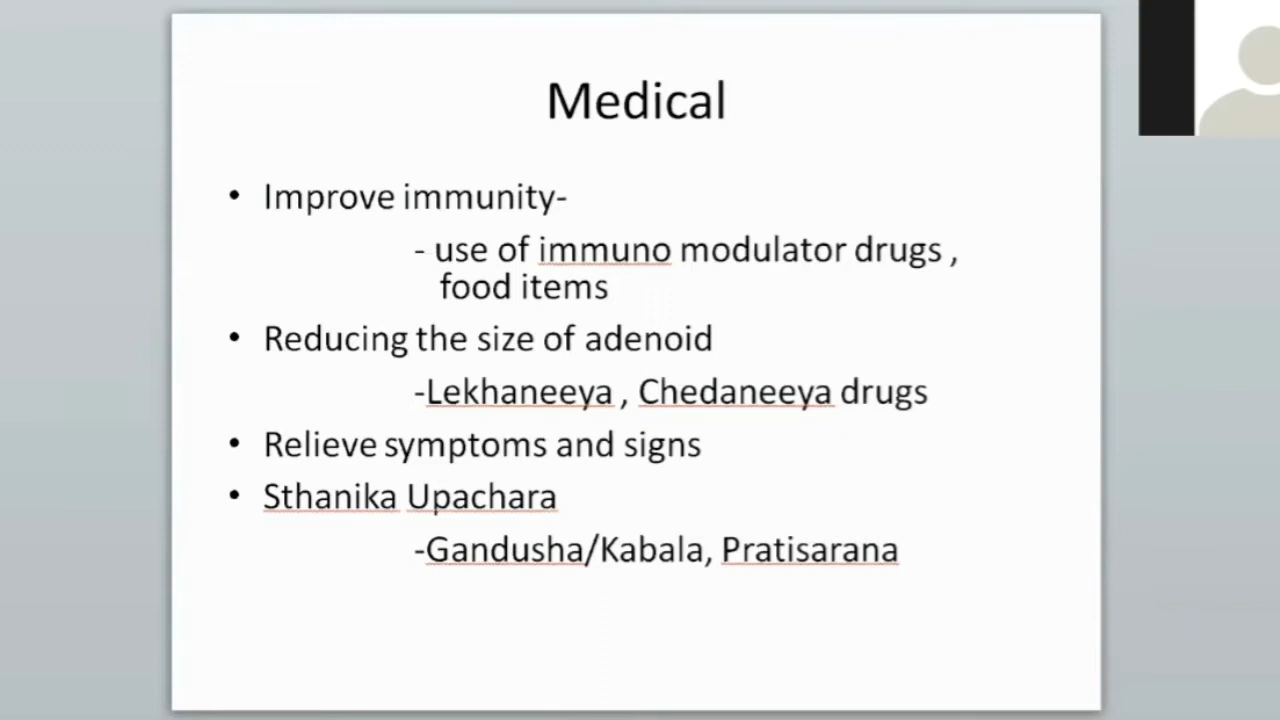 Medical
• Improve immunity-
- use of immuno modulator drugs ,
food items
• Reducing the size of adenoid
-Lekhaneeya , Chedaneeya drugs
• Relieve symptoms and signs
• Sthanika Upachara
-Gandusha/Kabala, Pratisarana